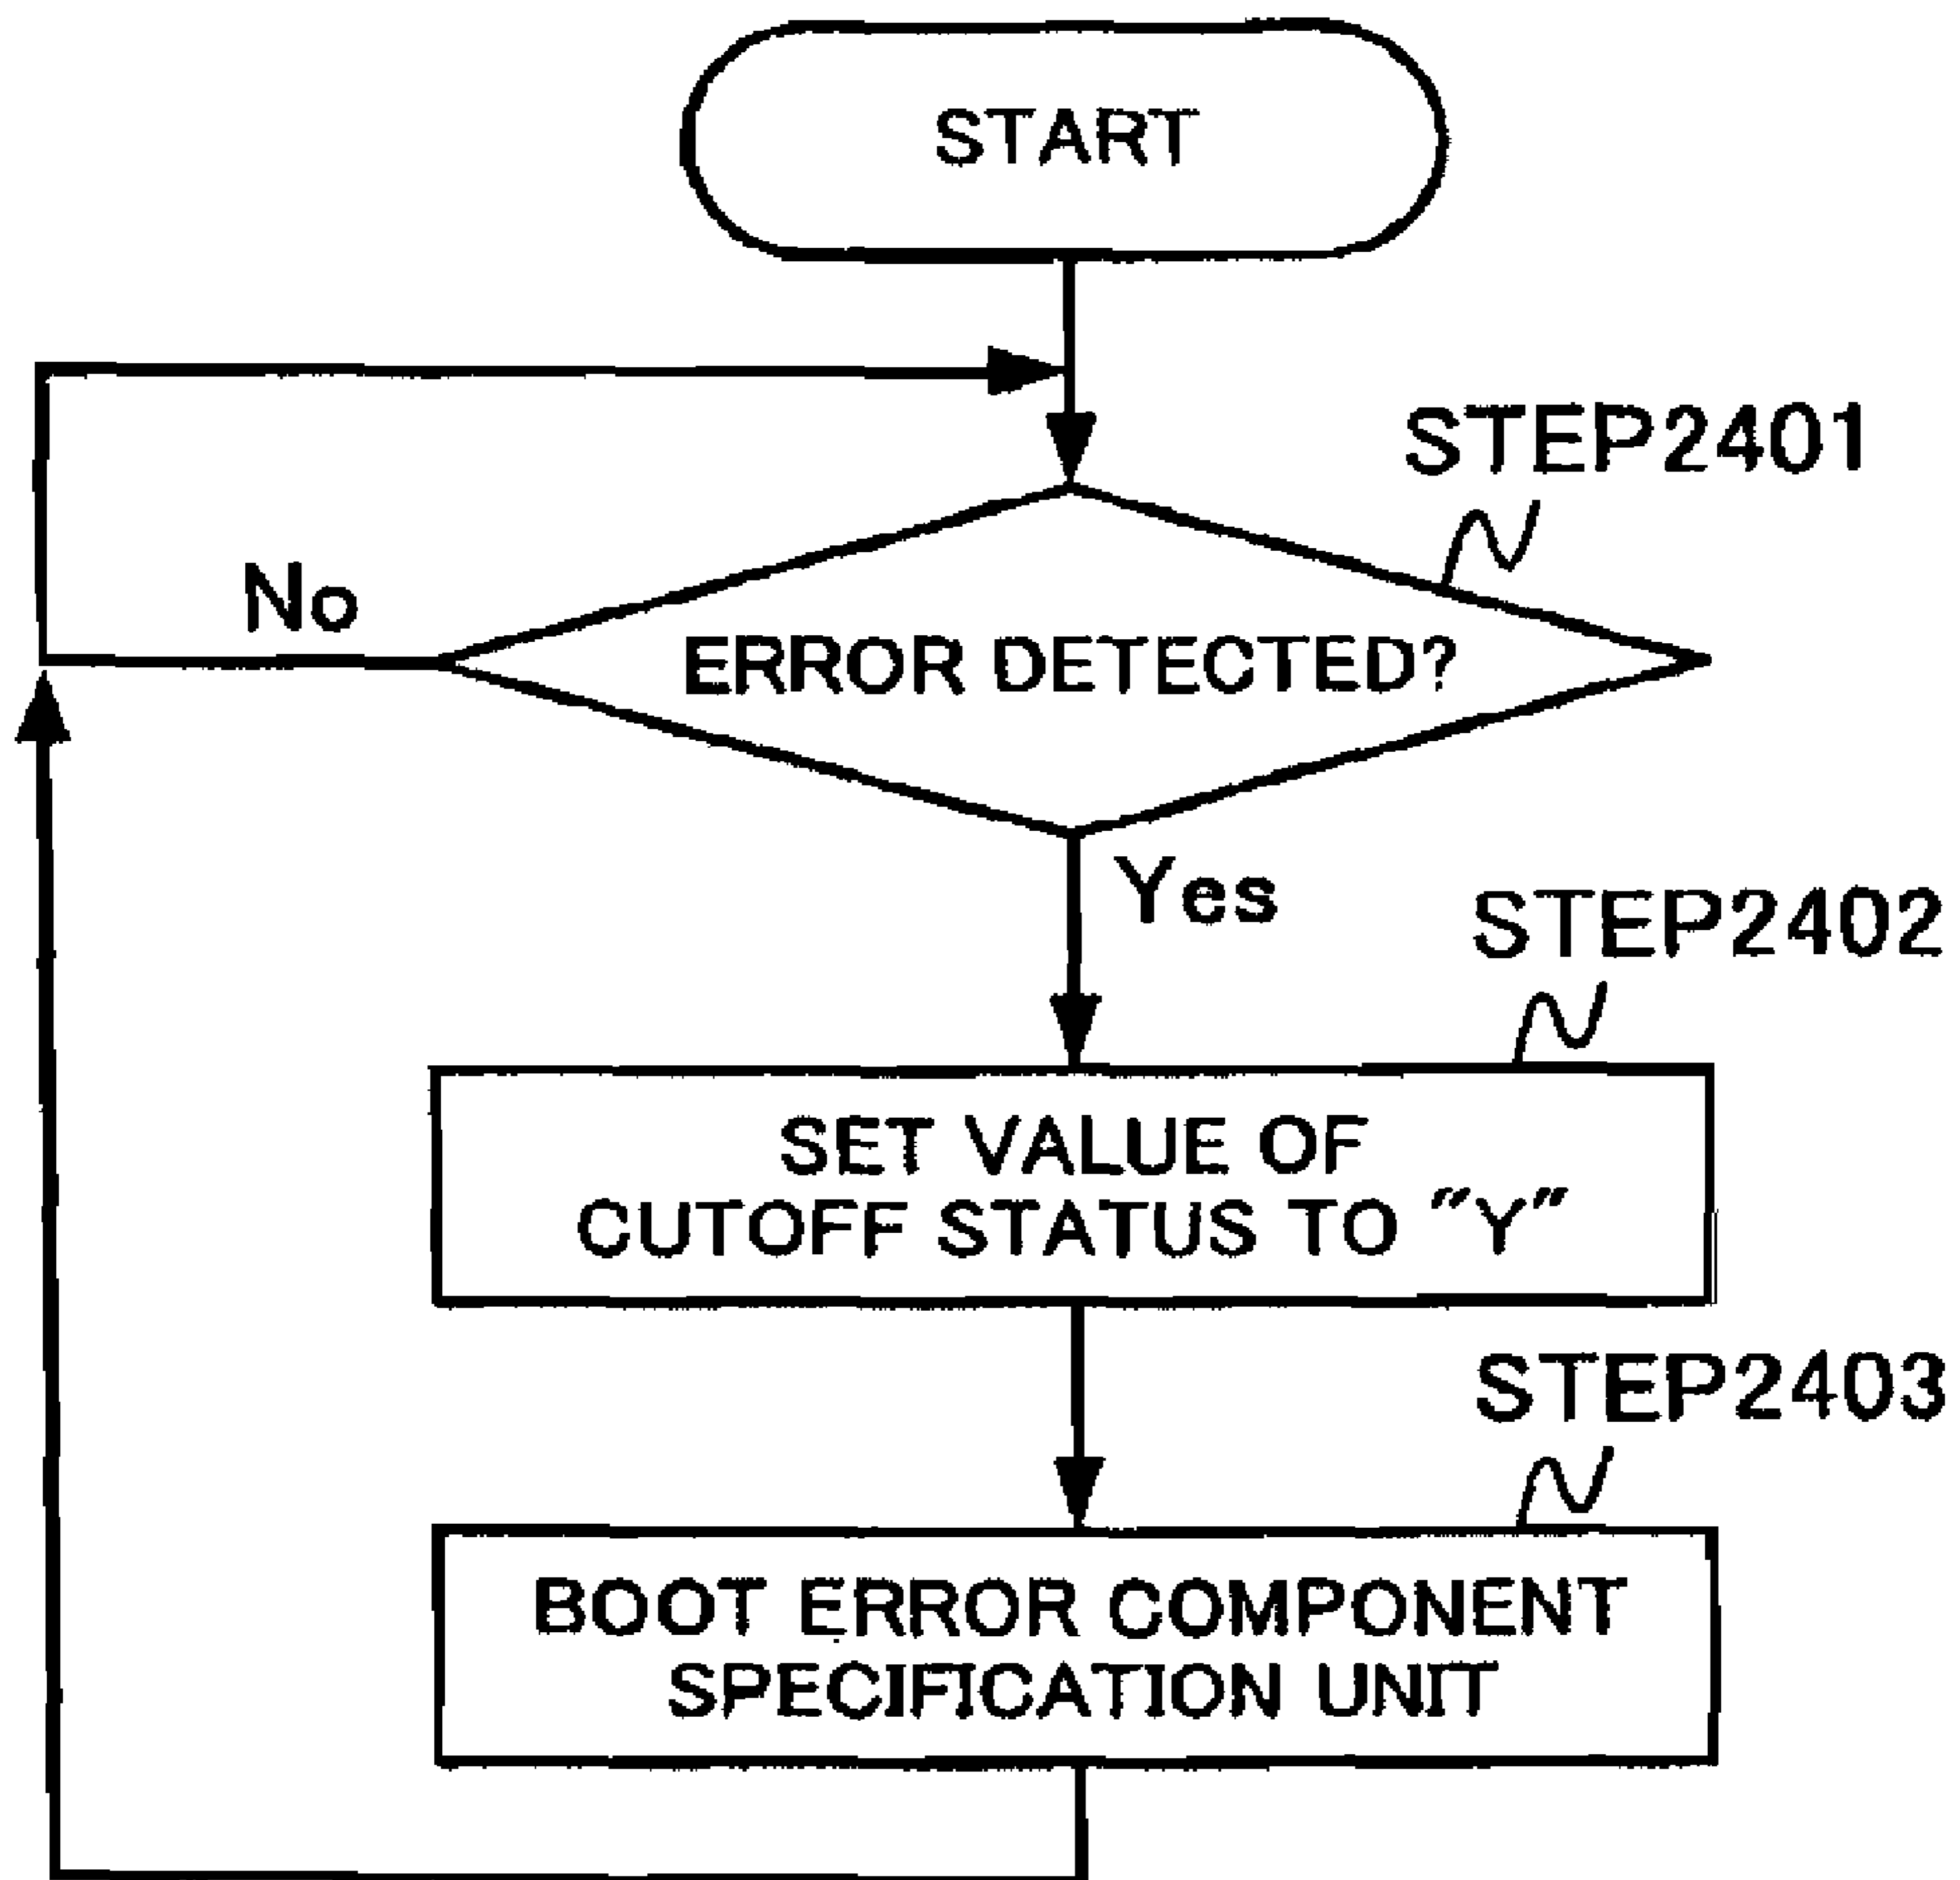 START
STEP2401
No
ERROR DETECTED?
Yes
STEP2402
SET VALUE OF
CUTOFF STATUS TO "Y"
STEP2403
BOOT ERROR COMPONENT
SPECIFICATION UNIT